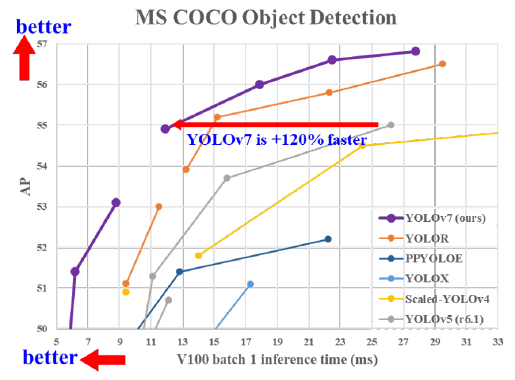 MS COCO Object Detection
better
57
56
55
54
53
52
51
50
AP
YOLOv7 is +120% faster
YOLOv7 (ours)
YOLOR
PPYOLOE
YOLOX
Scaled-YOLOv4
YOLOv5 (r6.1)
5 7 9 11 13 15 17 19 21 23 25 27 29 31 33
better
V100 batch 1 inference time (ms)